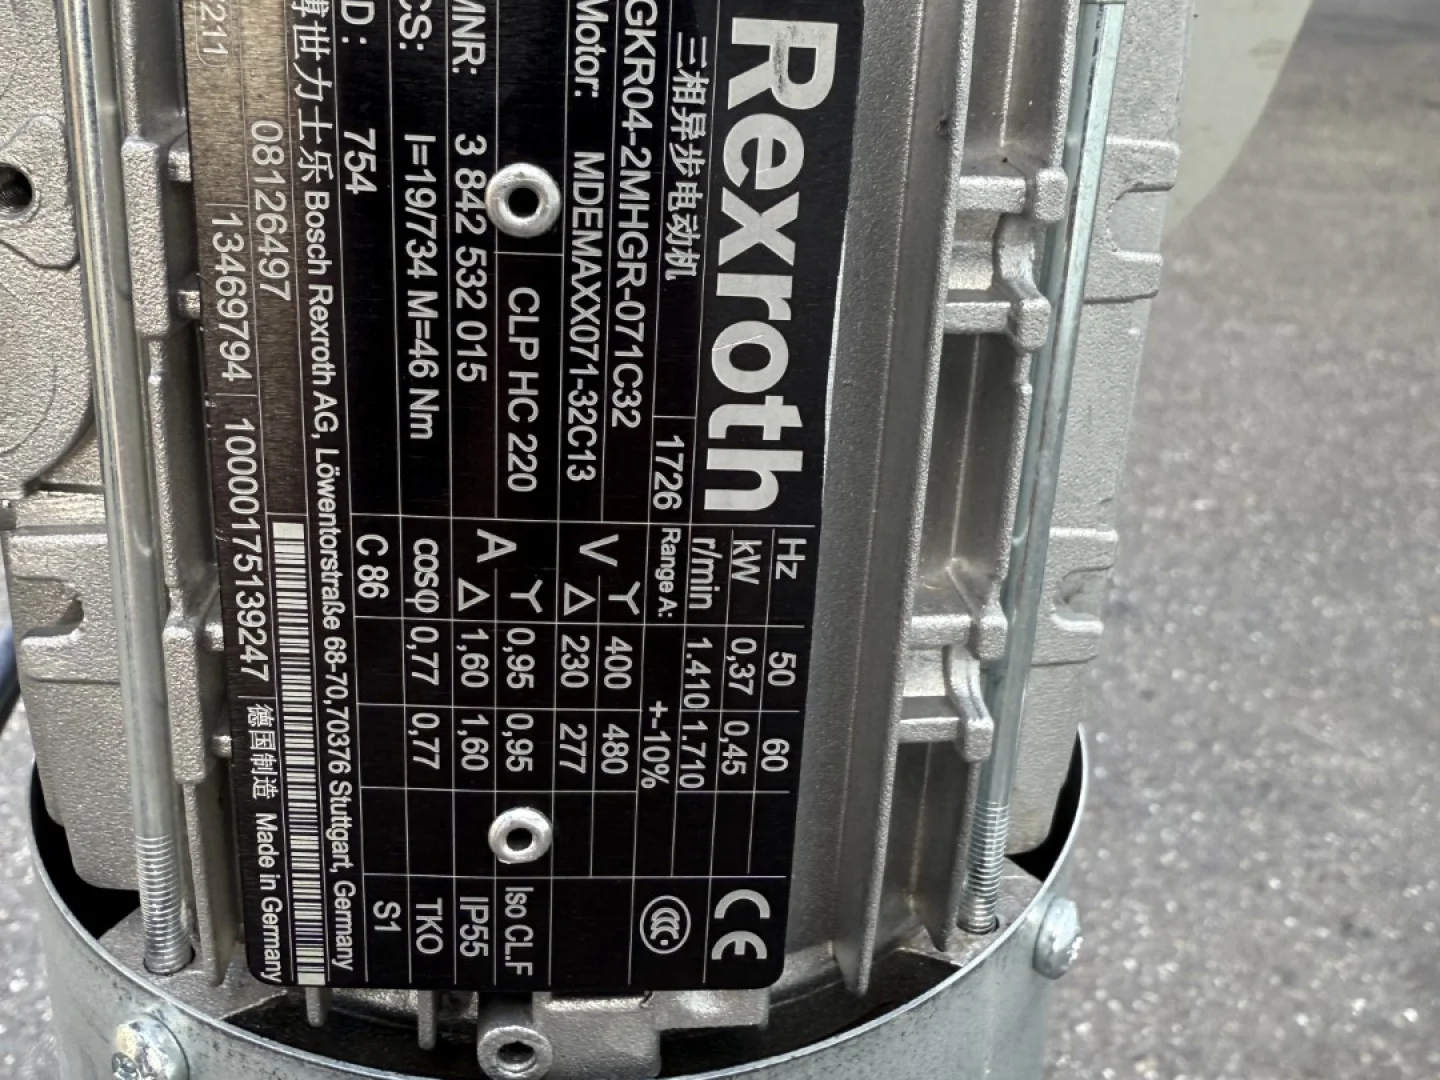 Rexroth
三相异步电动机 1726
GKR04-2MHGR-071C32
Motor: MDEMAXX071-32C13
CLP HC 220
MNR: 3 842 532 015
CS: I=19/734 M=46 Nm
D: 754
世力士乐 Bosch Rexroth AG, Löwentorstraße 68-70,70376 Stuttgart, Germany
081264497
7211) 134697794 1000017513924​7 德国制造 Made in Germany
Hz 50 60
kW 0,37 0,45
r/min 1.410 1.710
Range A: +-10%
V Y 400 480
Δ 230 277
A Y 0,95 0,95
Δ 1,60 1,60
cosφ 0,77 0,77
C 86
CE
CCC
Iso CL.F
IP55
TKO
S1